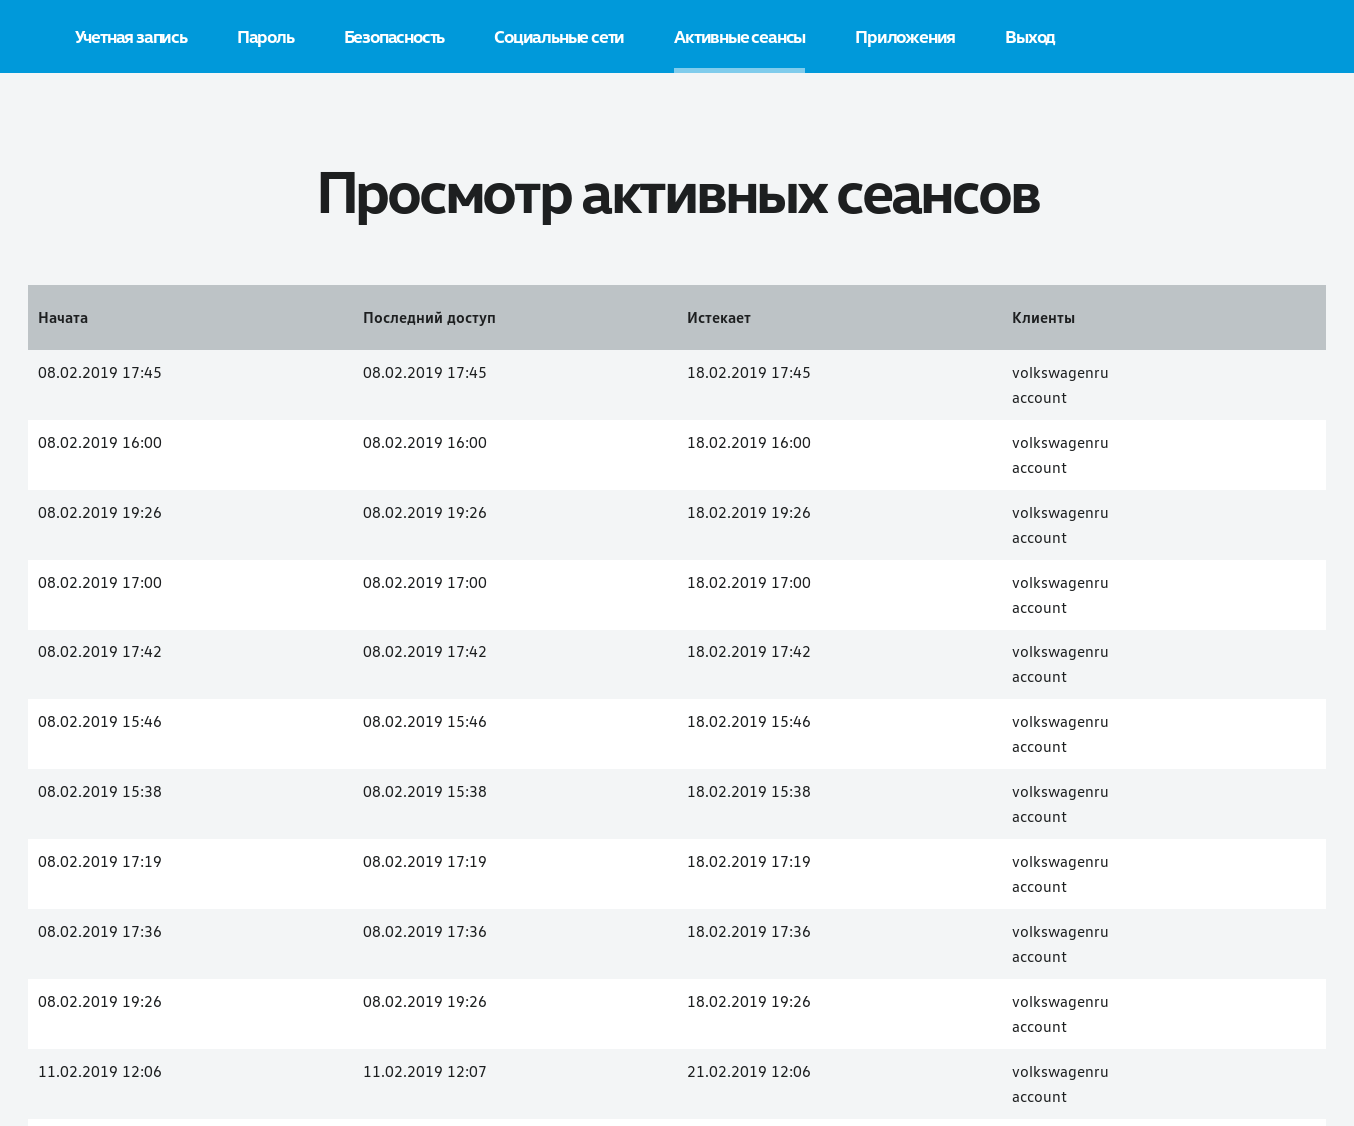 Учетная запись Пароль Безопасность Социальные сети Активные сеансы Приложения Выход
Просмотр активных сеансов
Начата Последний доступ Истекает Клиенты
08.02.2019 17:45 08.02.2019 17:45 18.02.2019 17:45 volkswagenru
account
08.02.2019 16:00 08.02.2019 16:00 18.02.2019 16:00 volkswagenru
account
08.02.2019 19:26 08.02.2019 19:26 18.02.2019 19:26 volkswagenru
account
08.02.2019 17:00 08.02.2019 17:00 18.02.2019 17:00 volkswagenru
account
08.02.2019 17:42 08.02.2019 17:42 18.02.2019 17:42 volkswagenru
account
08.02.2019 15:46 08.02.2019 15:46 18.02.2019 15:46 volkswagenru
account
08.02.2019 15:38 08.02.2019 15:38 18.02.2019 15:38 volkswagenru
account
08.02.2019 17:19 08.02.2019 17:19 18.02.2019 17:19 volkswagenru
account
08.02.2019 17:36 08.02.2019 17:36 18.02.2019 17:36 volkswagenru
account
08.02.2019 19:26 08.02.2019 19:26 18.02.2019 19:26 volkswagenru
account
11.02.2019 12:06 11.02.2019 12:07 21.02.2019 12:06 volkswagenru
account